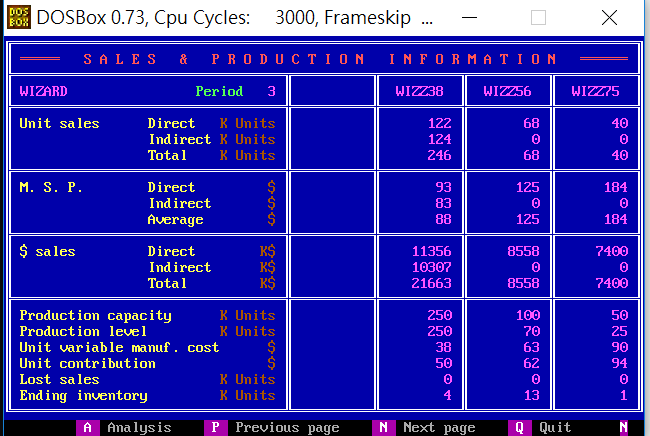 DOS BOX DOSBox 0.73, Cpu Cycles: 3000, Frameskip ...
SALES & PRODUCTION INFORMATION
WIZARD Period 3 WIZZ38 WIZZ56 WIZZ75
Unit sales Direct K Units 122 68 40
Indirect K Units 124 0 0
Total K Units 246 68 40
M. S. P. Direct $ 93 125 184
Indirect $ 83 0 0
Average $ 88 125 184
$ sales Direct K$ 11356 8558 7400
Indirect K$ 10307 0 0
Total K$ 21663 8558 7400
Production capacity K Units 250 100 50
Production level K Units 250 70 25
Unit variable manuf. cost $ 38 63 90
Unit contribution $ 50 62 94
Lost sales K Units 0 0 0
Ending inventory K Units 4 13 1
A Analysis P Previous page N Next page Q Quit N